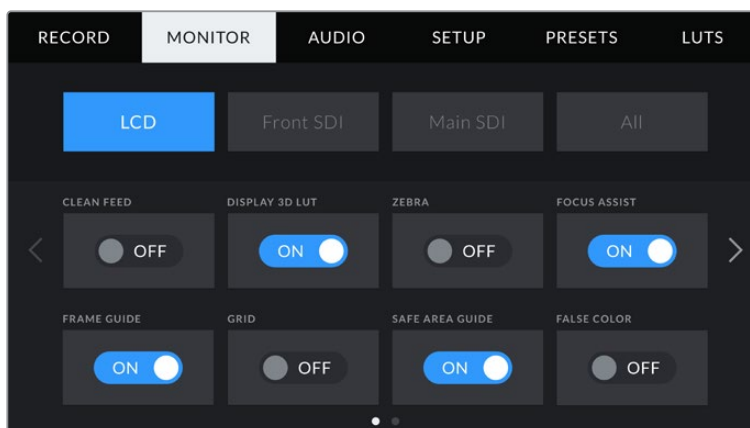 RECORD MONITOR AUDIO SETUP PRESETS LUTS
LCD Front SDI Main SDI All
CLEAN FEED DISPLAY 3D LUT ZEBRA FOCUS ASSIST
OFF ON OFF ON
FRAME GUIDE GRID SAFE AREA GUIDE FALSE COLOR
ON OFF ON OFF